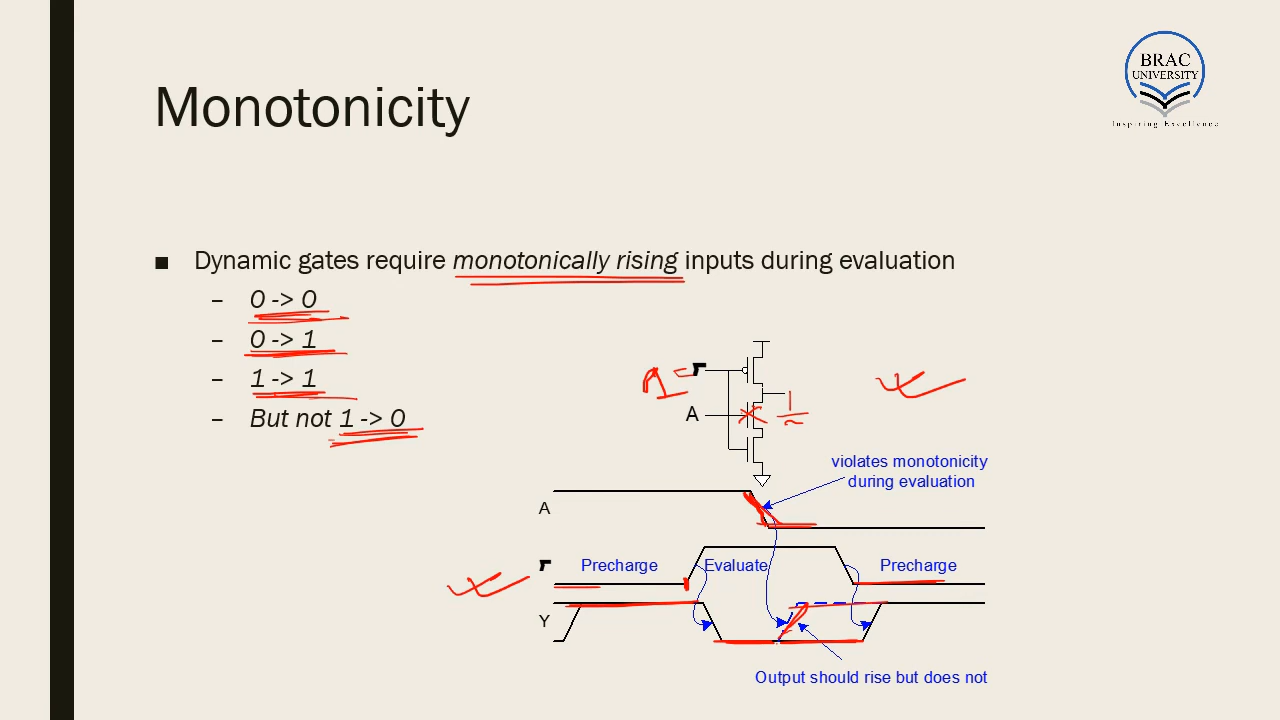 BRAC
UNIVERSITY
Inspiring Excellence
Monotonicity
■ Dynamic gates require monotonically rising inputs during evaluation
– 0 -> 0
– 0 -> 1
– 1 -> 1
– But not 1 -> 0
A
1
violates monotonicity
during evaluation
A
Precharge
Evaluate
Precharge
Y
Output should rise but does not